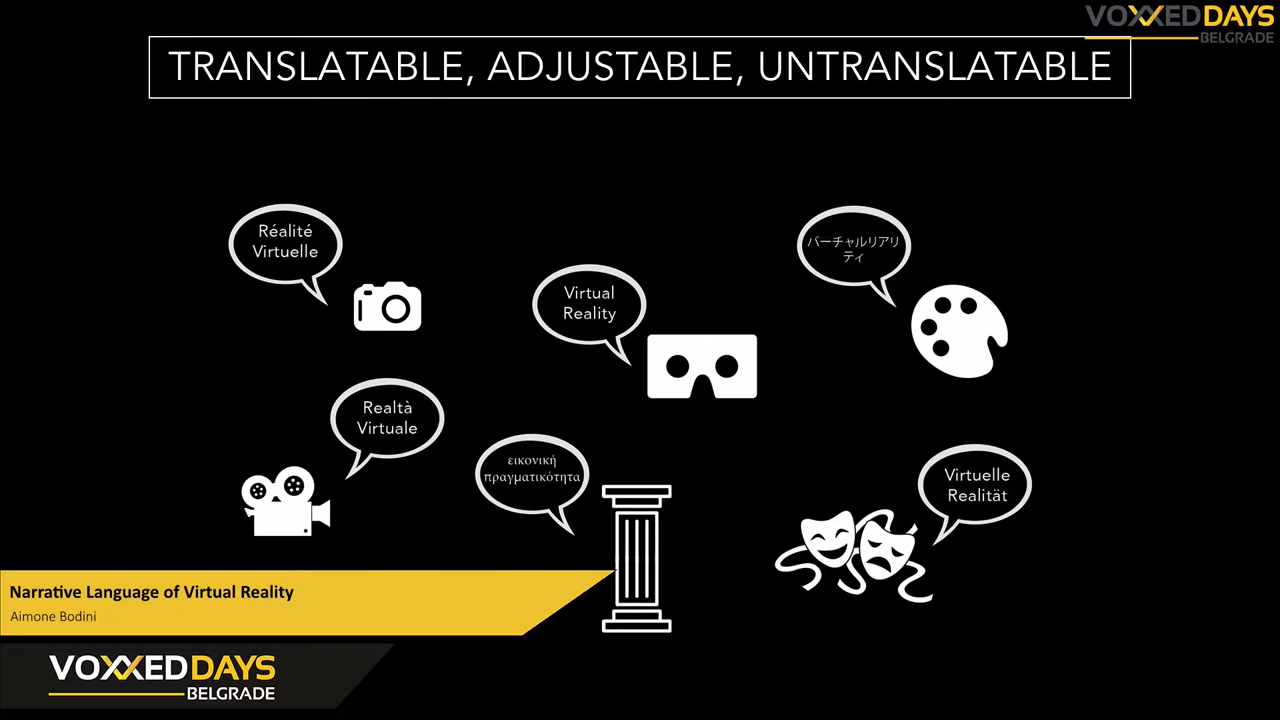 VOXXEDDAYS
BELGRADE
TRANSLATABLE, ADJUSTABLE, UNTRANSLATABLE
Réalité
Virtuelle
バーチャルリアリ
ティ
Virtual
Reality
Realtà
Virtuale
εικονική
πραγματικότητα
Virtuelle
Realität
Narrative Language of Virtual Reality
Aimone Bodini
VOXXEDDAYS
BELGRADE